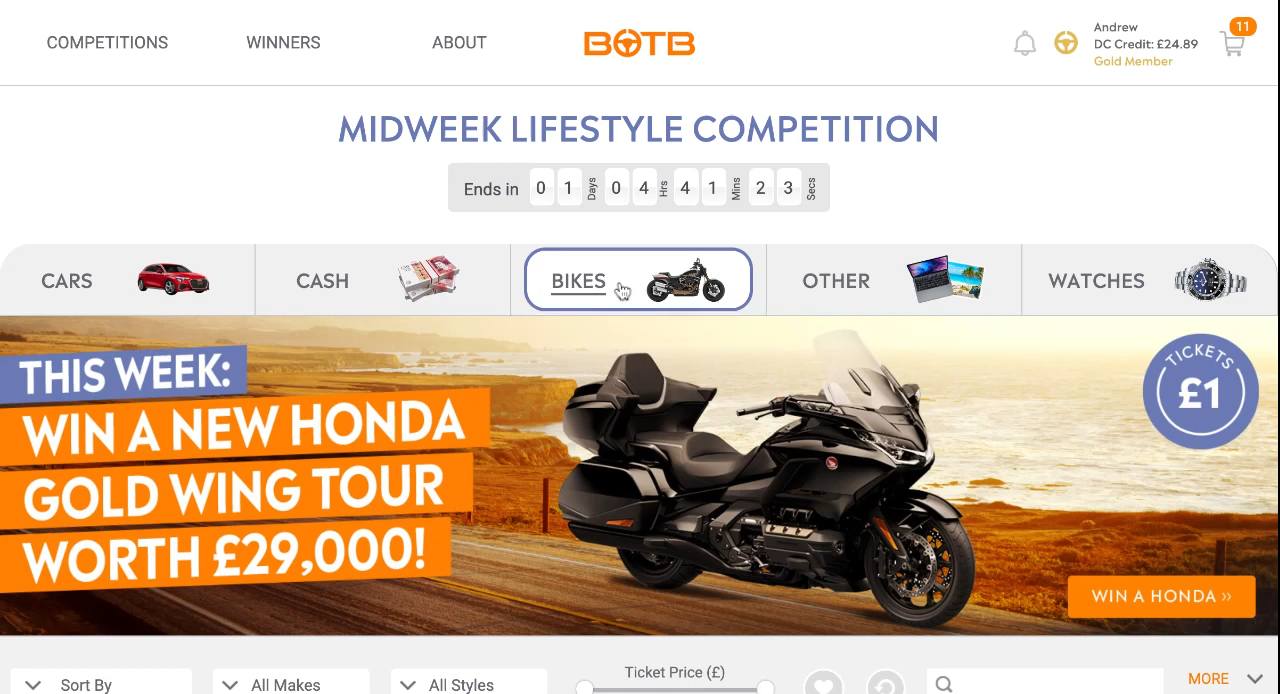 COMPETITIONS
WINNERS
ABOUT
BOTB
Andrew
DC Credit: £24.89
Gold Member
11
MIDWEEK LIFESTYLE COMPETITION
Ends in 0 1 Days 0 4 Hrs 4 1 Mins 2 3 Secs
CARS
CASH
BIKES
OTHER
WATCHES
THIS WEEK:
WIN A NEW HONDA
GOLD WING TOUR
WORTH £29,000!
TICKETS
£1
WIN A HONDA »
Ticket Price (£)
Sort By
All Makes
All Styles
MORE